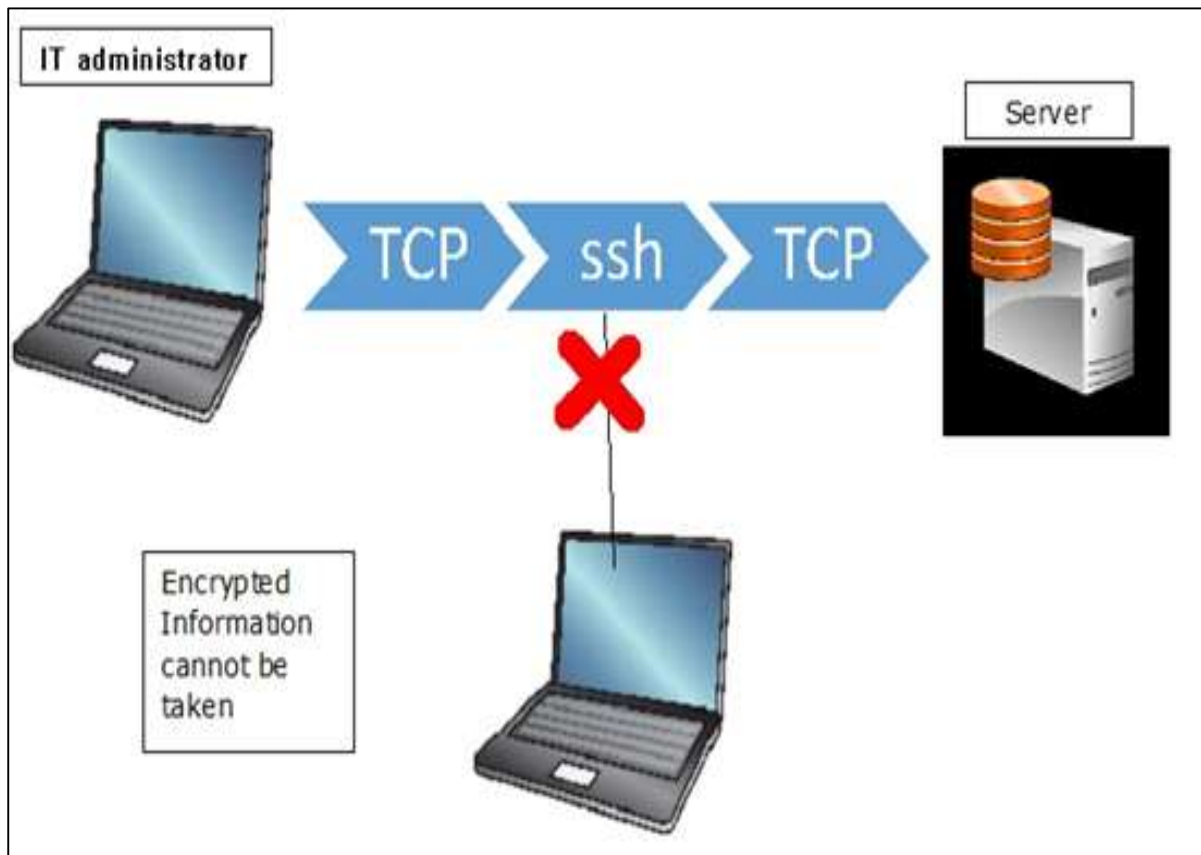 IT administrator
Server
TCP
ssh
TCP
Encrypted
Information
cannot be
taken